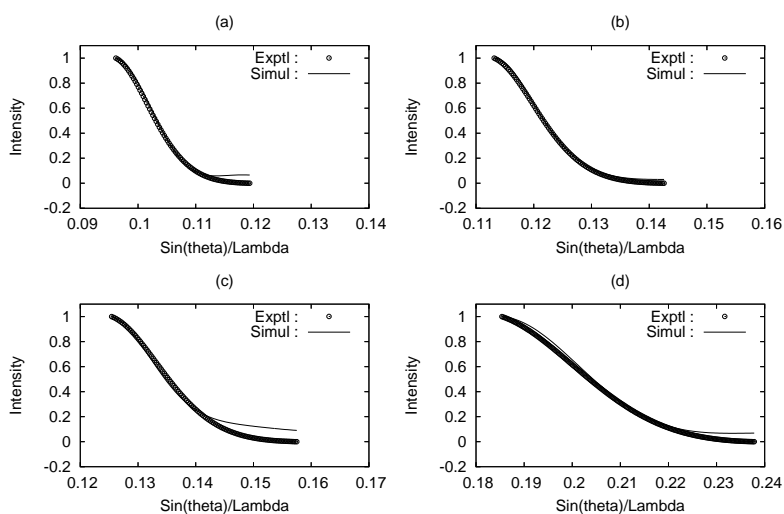 (a)
Intensity
1
0.8
0.6
0.4
0.2
0
-0.2
Exptl :
Simul :
0.09 0.1 0.11 0.12 0.13 0.14
Sin(theta)/Lambda
(b)
Intensity
1
0.8
0.6
0.4
0.2
0
-0.2
Exptl :
Simul :
0.11 0.12 0.13 0.14 0.15 0.16
Sin(theta)/Lambda
(c)
Intensity
1
0.8
0.6
0.4
0.2
0
-0.2
Exptl :
Simul :
0.12 0.13 0.14 0.15 0.16 0.17
Sin(theta)/Lambda
(d)
Intensity
1
0.8
0.6
0.4
0.2
0
-0.2
Exptl :
Simul :
0.18 0.19 0.2 0.21 0.22 0.23 0.24
Sin(theta)/Lambda